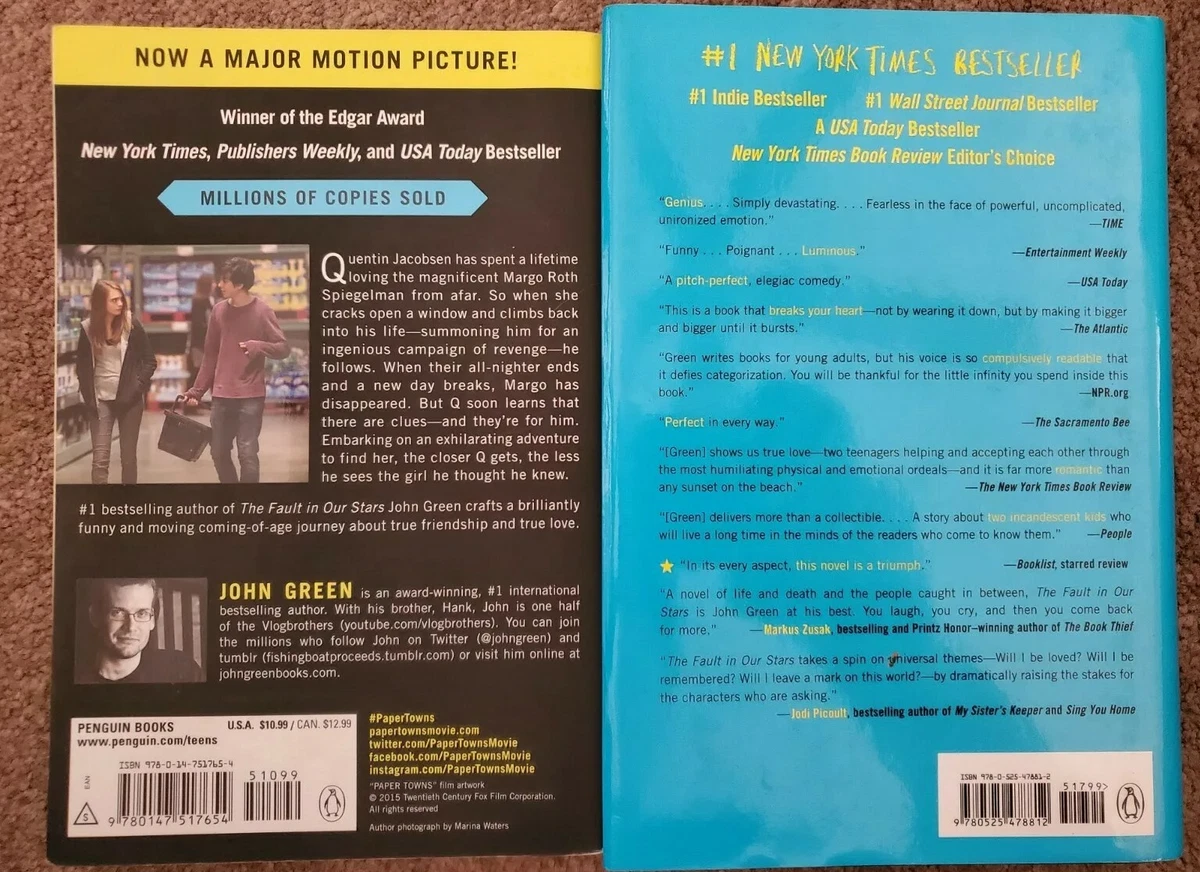 NOW A MAJOR MOTION PICTURE!
Winner of the Edgar Award
New York Times, Publishers Weekly, and USA Today Bestseller
MILLIONS OF COPIES SOLD
Quentin Jacobsen has spent a lifetime
loving the magnificent Margo Roth
Spiegelman from afar. So when she
cracks open a window and climbs back
into his life—summoning him for an
ingenious campaign of revenge—he
follows. When their all-nighter ends
and a new day breaks, Margo has
disappeared. But Q soon learns that
there are clues—and they're for him.
Embarking on an exhilarating adventure
to find her, the closer Q gets, the less
he sees the girl he thought he knew.
#1 bestselling author of The Fault in Our Stars John Green crafts a brilliantly
funny and moving coming-of-age journey about true friendship and true love.
JOHN GREEN is an award-winning, #1 international
bestselling author. With his brother, Hank, John is one half
of the Vlogbrothers (youtube.com/vlogbrothers). You can join
the millions who follow John on Twitter (@johngreen) and
tumblr (fishingboatproceeds.tumblr.com) or visit him online at
johngreenbooks.com.
PENGUIN BOOKS U.S.A. $10.99 / CAN. $12.99
www.penguin.com/teens
ISBN 978-0-14-751765-4
51099
EAN
S
9 780147 517654
#PaperTowns
papertownsmovie.com
twitter.com/PaperTownsMovie
facebook.com/PaperTownsMovie
instagram.com/PaperTownsMovie
"PAPER TOWNS" film artwork
© 2015 Twentieth Century Fox Film Corporation.
All rights reserved
Author photograph by Marina Waters
#1 NEW YORK TIMES BESTSELLER
#1 Indie Bestseller #1 Wall Street Journal Bestseller
A USA Today Bestseller
New York Times Book Review Editor's Choice
"Genius. . . . Simply devastating. . . . Fearless in the face of powerful, uncomplicated,
unironized emotion." —TIME
"Funny . . . Poignant . . . Luminous." —Entertainment Weekly
"A pitch-perfect, elegiac comedy." —USA Today
"This is a book that breaks your heart—not by wearing it down, but by making it bigger
and bigger until it bursts." —The Atlantic
"Green writes books for young adults, but his voice is so compulsively readable that
it defies categorization. You will be thankful for the little infinity you spend inside this
book." —NPR.org
"Perfect in every way." —The Sacramento Bee
"[Green] shows us true love—two teenagers helping and accepting each other through
the most humiliating physical and emotional ordeals—and it is far more romantic than
any sunset on the beach." —The New York Times Book Review
"[Green] delivers more than a collectible. . . . A story about two incandescent kids who
will live a long time in the minds of the readers who come to know them." —People
"In its every aspect, this novel is a triumph." —Booklist, starred review
"A novel of life and death and the people caught in between, The Fault in Our
Stars is John Green at his best. You laugh, you cry, and then you come back
for more." —Markus Zusak, bestselling and Printz Honor–winning author of The Book Thief
"The Fault in Our Stars takes a spin on universal themes—Will I be loved? Will I be
remembered? Will I leave a mark on this world?—by dramatically raising the stakes for
the characters who are asking."
—Jodi Picoult, bestselling author of My Sister's Keeper and Sing You Home
ISBN 978-0-525-47881-2
51799>
9 780525 478812